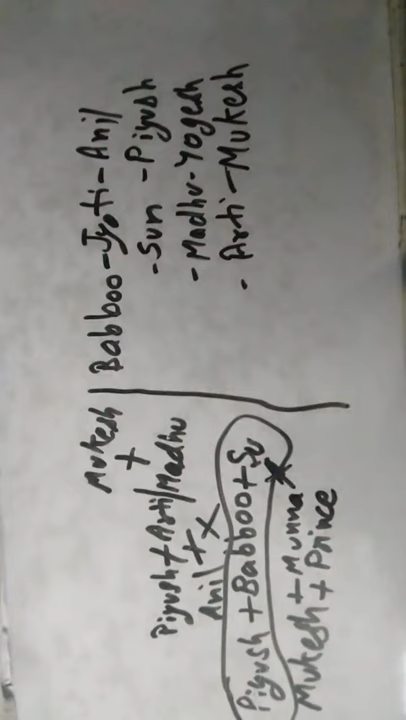 Mukesh
+
Piyush + Arti/Madhu
+ X
Anil
Piyush + Babboo + Su
Mukesh + Munna
Mukesh + Prince
Babboo - Jyoti - Anil
- Sun - Piyush
- Madhu - Yogesh
- Arti - Mukesh